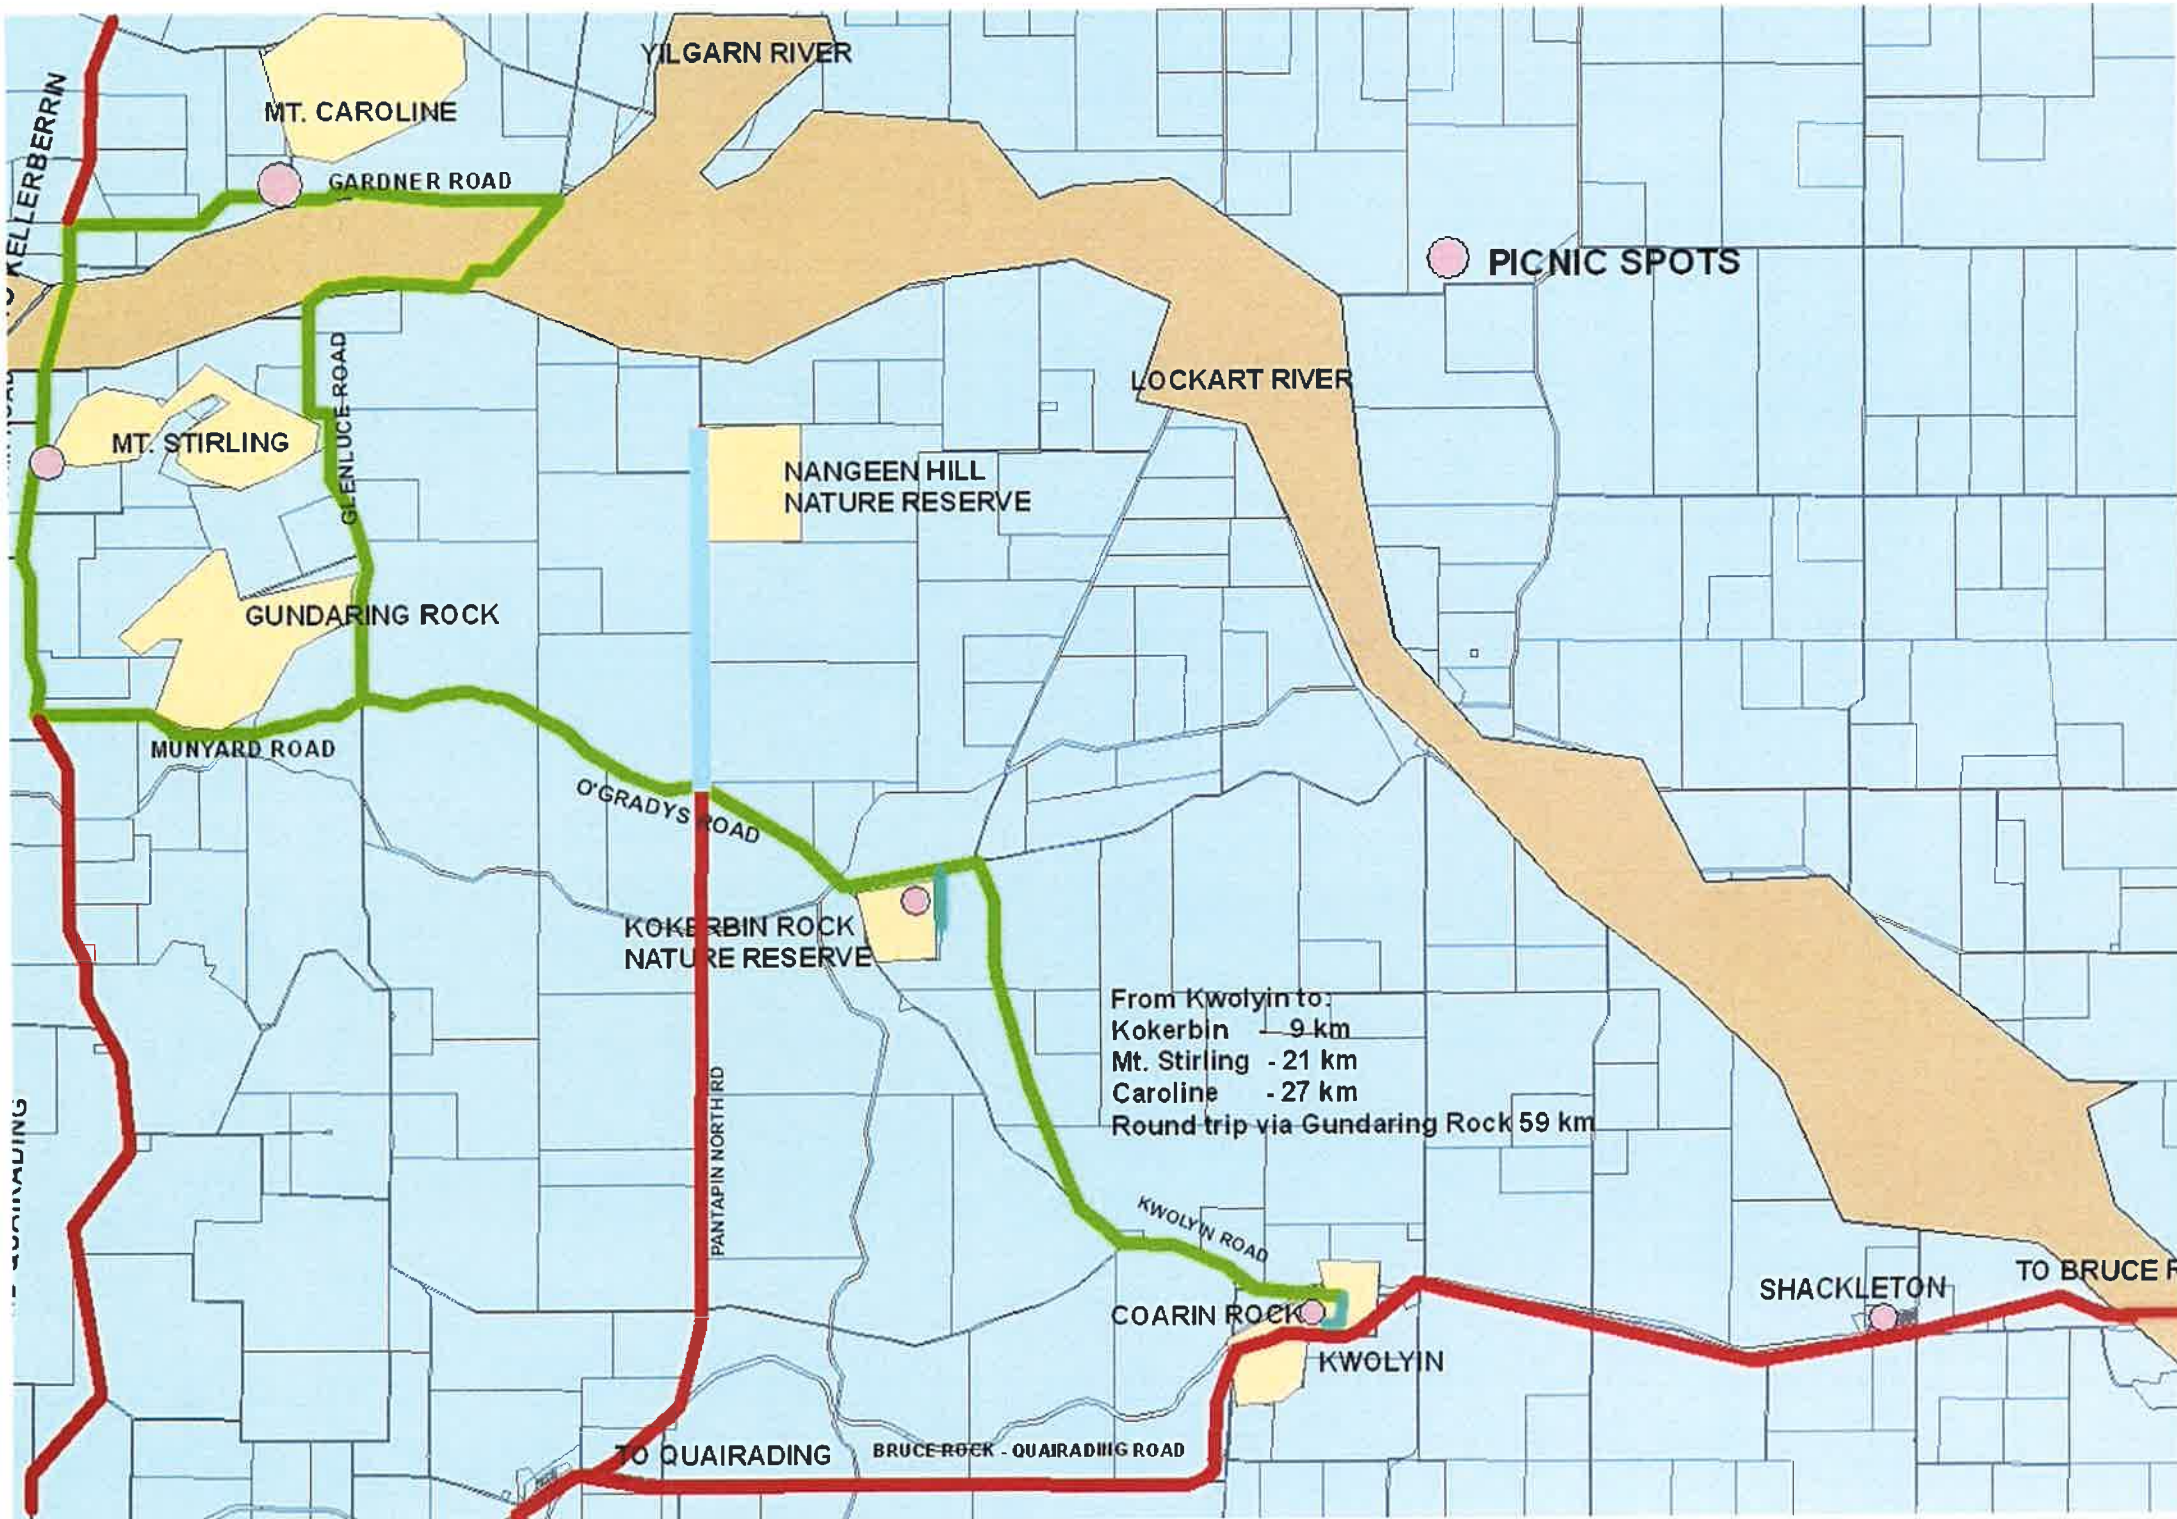 YILGARN RIVER
MT. CAROLINE
KELLERBERRIN
GARDNER ROAD
PICNIC SPOTS
GLENLUCE ROAD
LOCKART RIVER
MT. STIRLING
NANGEEN HILL
NATURE RESERVE
GUNDARING ROCK
MUNYARD ROAD
O'GRADYS ROAD
KOKERBIN ROCK
NATURE RESERVE
From Kwolyin to:
Kokerbin - 9 km
Mt. Stirling - 21 km
Caroline - 27 km
Round trip via Gundaring Rock 59 km
PANTAPIN NORTH RD
QUAIRADING
KWOLYIN ROAD
COARIN ROCK
KWOLYIN
SHACKLETON
TO BRUCE R
TO QUAIRADING
BRUCE ROCK - QUAIRADING ROAD